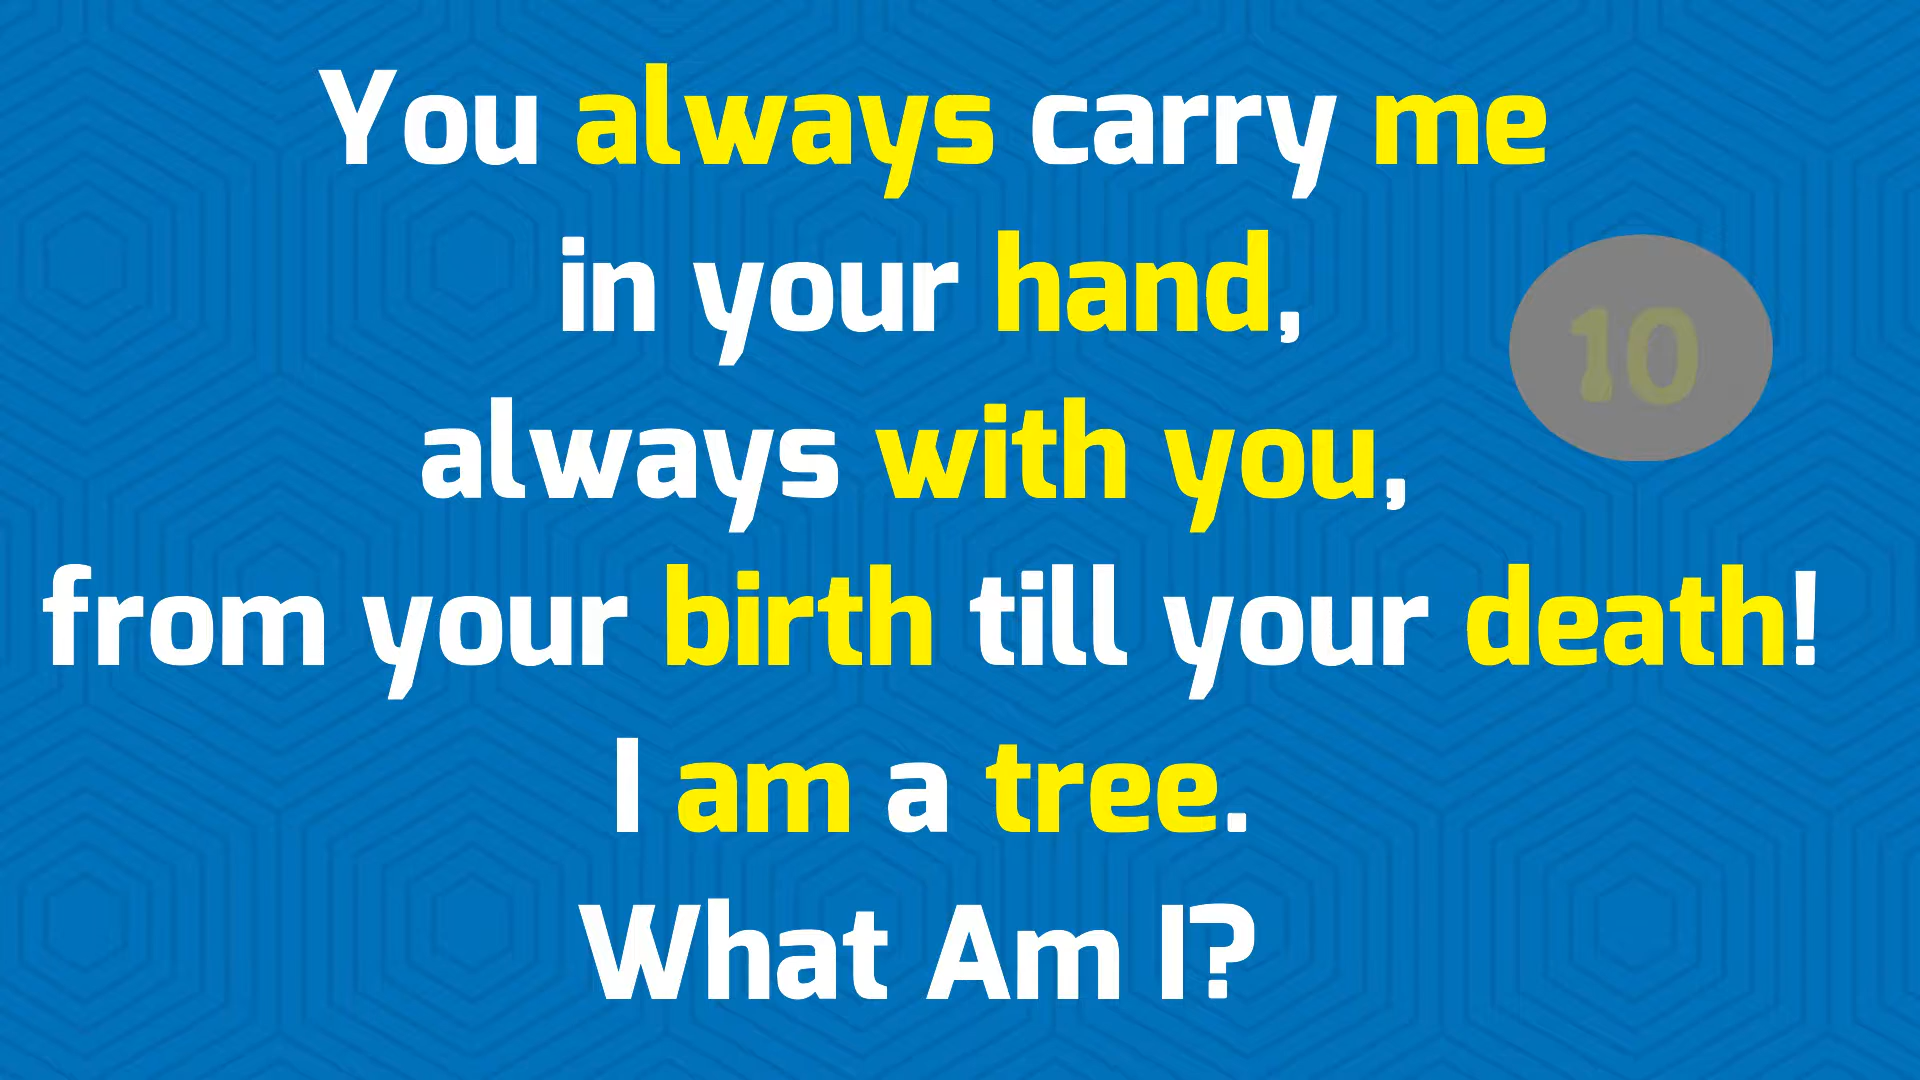 You always carry me
in your hand,
10
always with you,
from your birth till your death!
I am a tree.
What Am I?